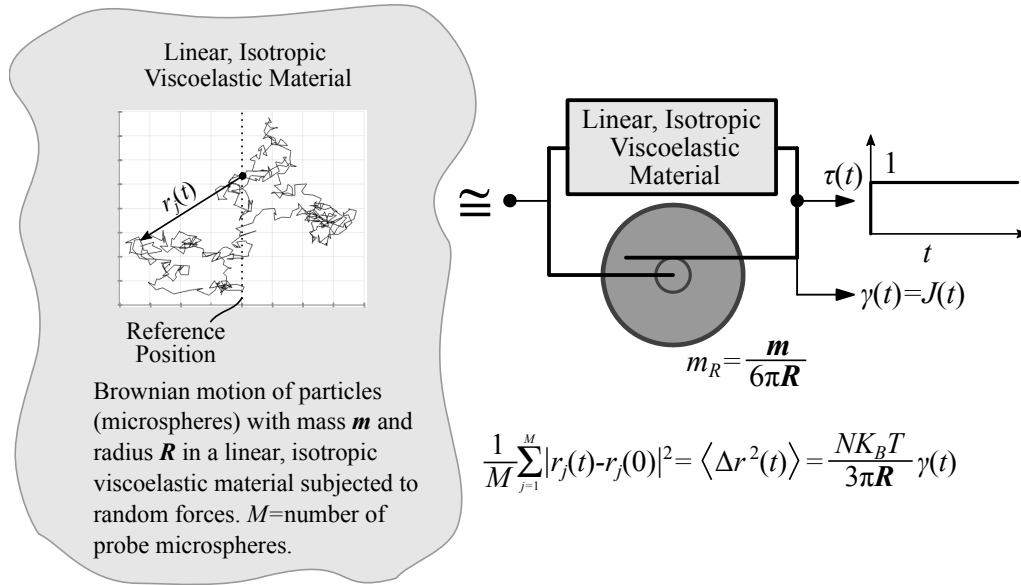 Linear, Isotropic
Viscoelastic Material
r_j(t)
Reference
Position
Brownian motion of particles
(microspheres) with mass m and
radius R in a linear, isotropic
viscoelastic material subjected to
random forces. M=number of
probe microspheres.
≅
Linear, Isotropic
Viscoelastic
Material
τ(t)
1
t
γ(t)=J(t)
m_R = m / 6πR
1/M ∑_{j=1}^{M} |r_j(t)-r_j(0)|² = ⟨Δr²(t)⟩ = NK_BT / 3πR γ(t)